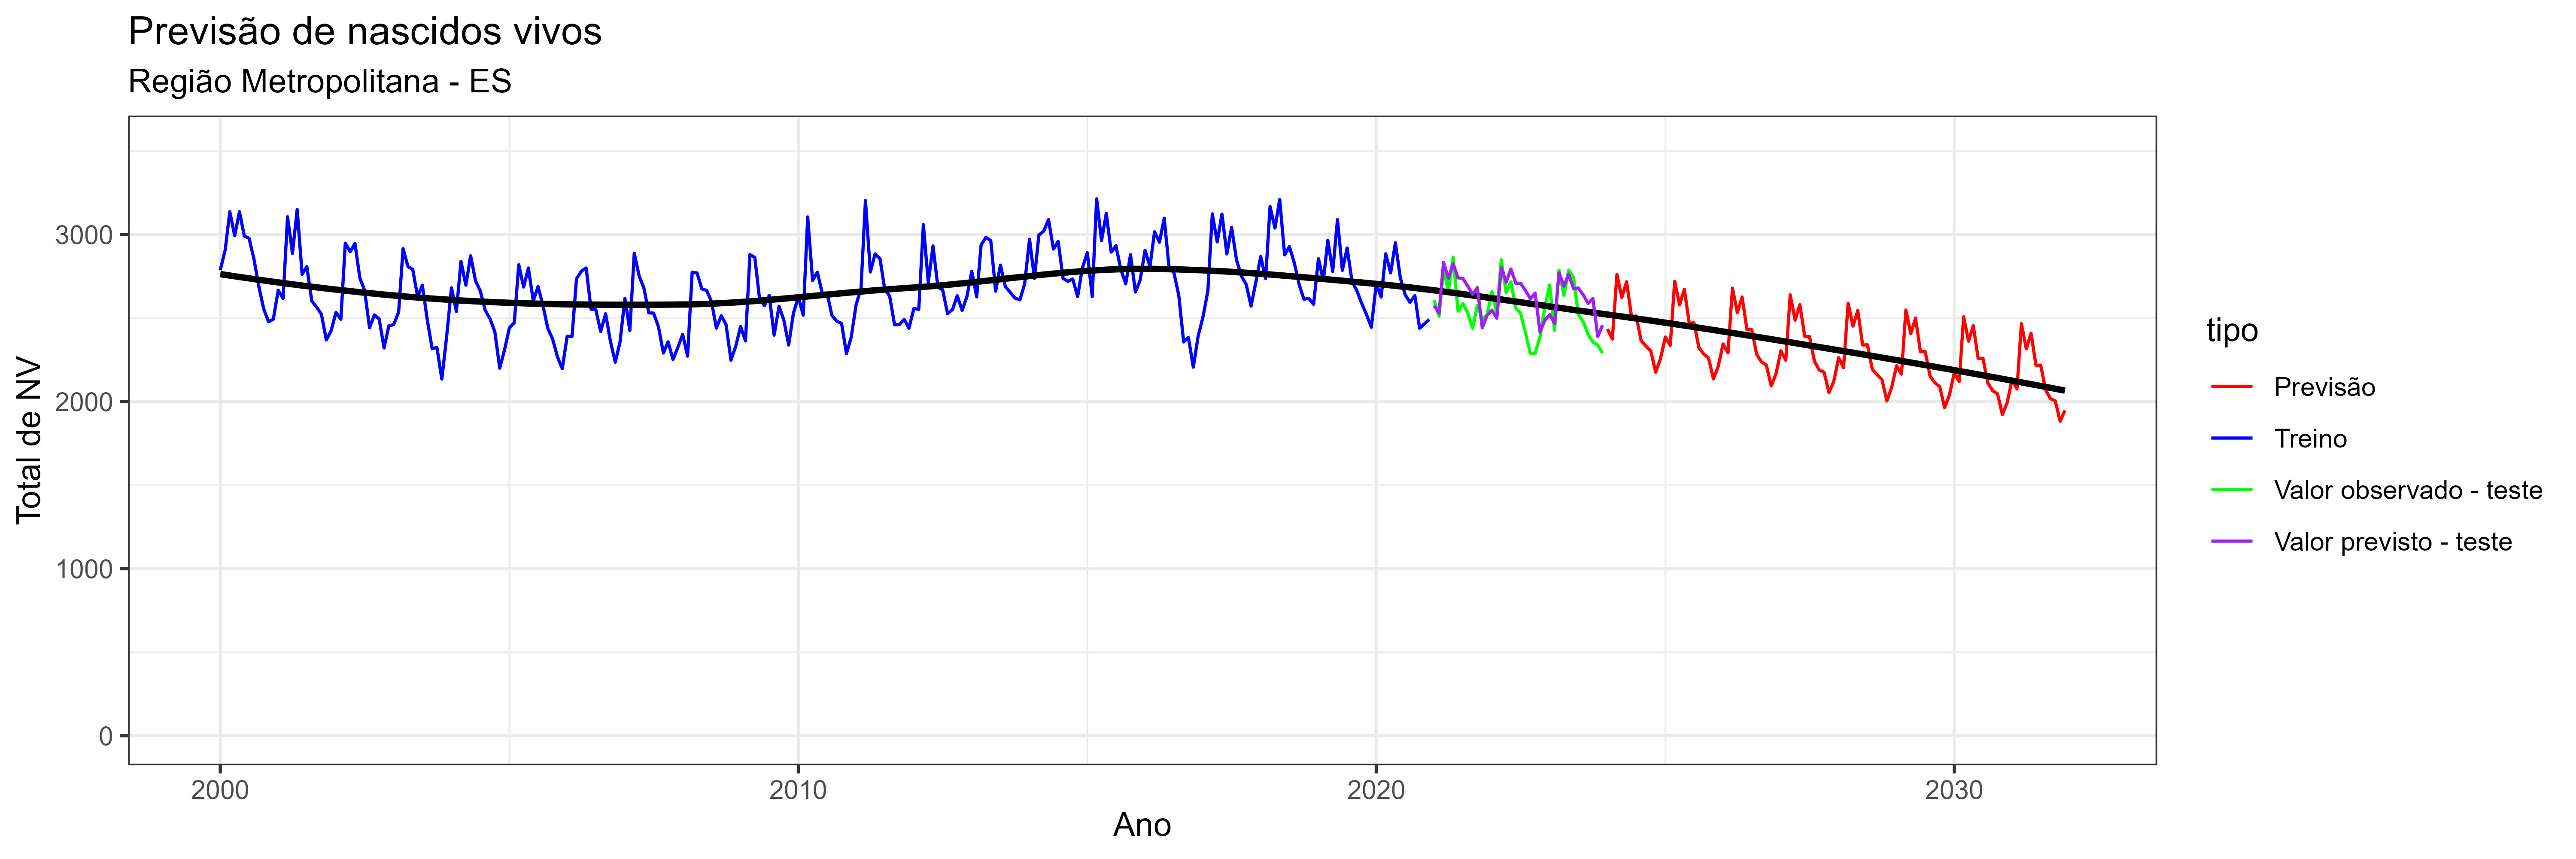 Previsão de nascidos vivos
Região Metropolitana - ES
Total de NV
3000
2000
1000
0
2000
2010
2020
2030
Ano
tipo
Previsão
Treino
Valor observado - teste
Valor previsto - teste